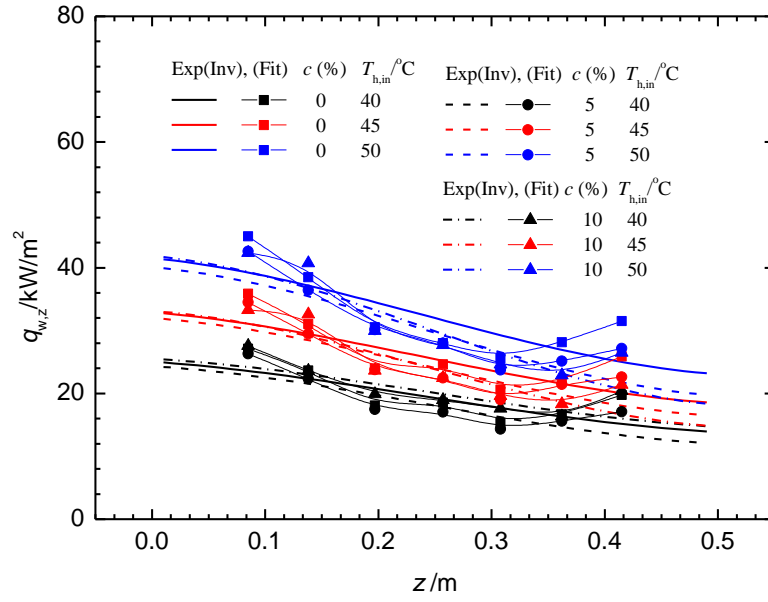 80
60
40
20
0
q_w,z/kW/m²
Exp(Inv), (Fit) c (%) T_h,in/°C
0 40
0 45
0 50
Exp(Inv), (Fit) c (%) T_h,in/°C
5 40
5 45
5 50
Exp(Inv), (Fit) c (%) T_h,in/°C
10 40
10 45
10 50
0.0 0.1 0.2 0.3 0.4 0.5
z /m